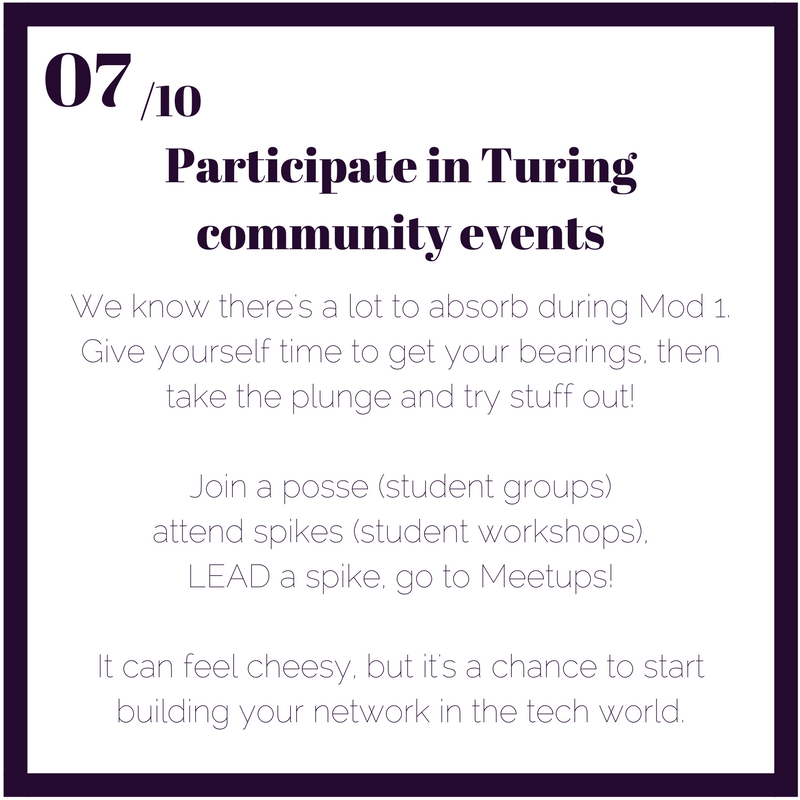 07 /10
Participate in Turing
community events
We know there's a lot to absorb during Mod 1.
Give yourself time to get your bearings, then
take the plunge and try stuff out!
Join a posse (student groups)
attend spikes (student workshops),
LEAD a spike, go to Meetups!
It can feel cheesy, but it's a chance to start
building your network in the tech world.